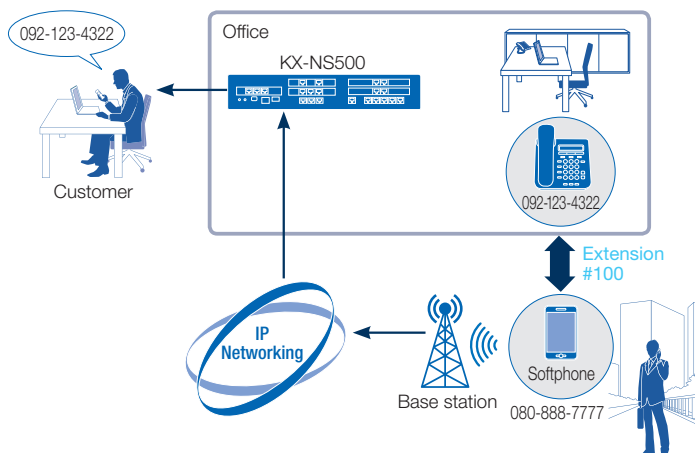 092-123-4322
Office
KX-NS500
Customer
092-123-4322
Extension
#100
IP
Networking
Base station
Softphone
080-888-7777